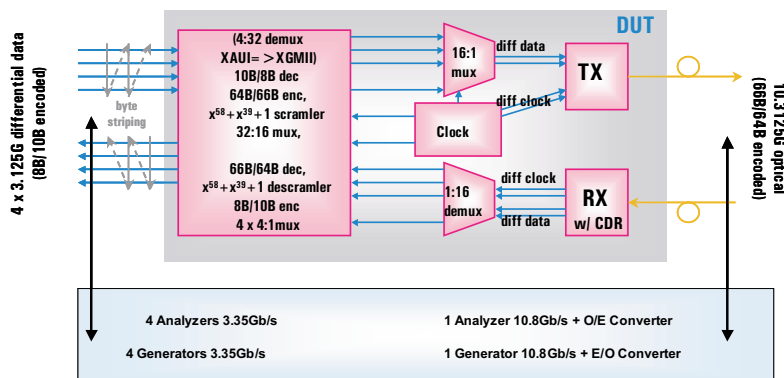 DUT
4 x 3.125G differential data
(8B/10B encoded)
byte
striping
(4:32 demux
XAUI= >XGMII)
10B/8B dec
64B/66B enc,
x58+x39+1 scramler
32:16 mux,
66B/64B dec,
x58+x39+1 descramler
8B/10B enc
4 x 4:1mux
16:1
mux
diff data
TX
diff clock
Clock
1:16
demux
diff clock
diff data
RX
w/ CDR
10.3125G optical
(66B/64B encoded)
4 Analyzers 3.35Gb/s
1 Analyzer 10.8Gb/s + O/E Converter
4 Generators 3.35Gb/s
1 Generator 10.8Gb/s + E/O Converter